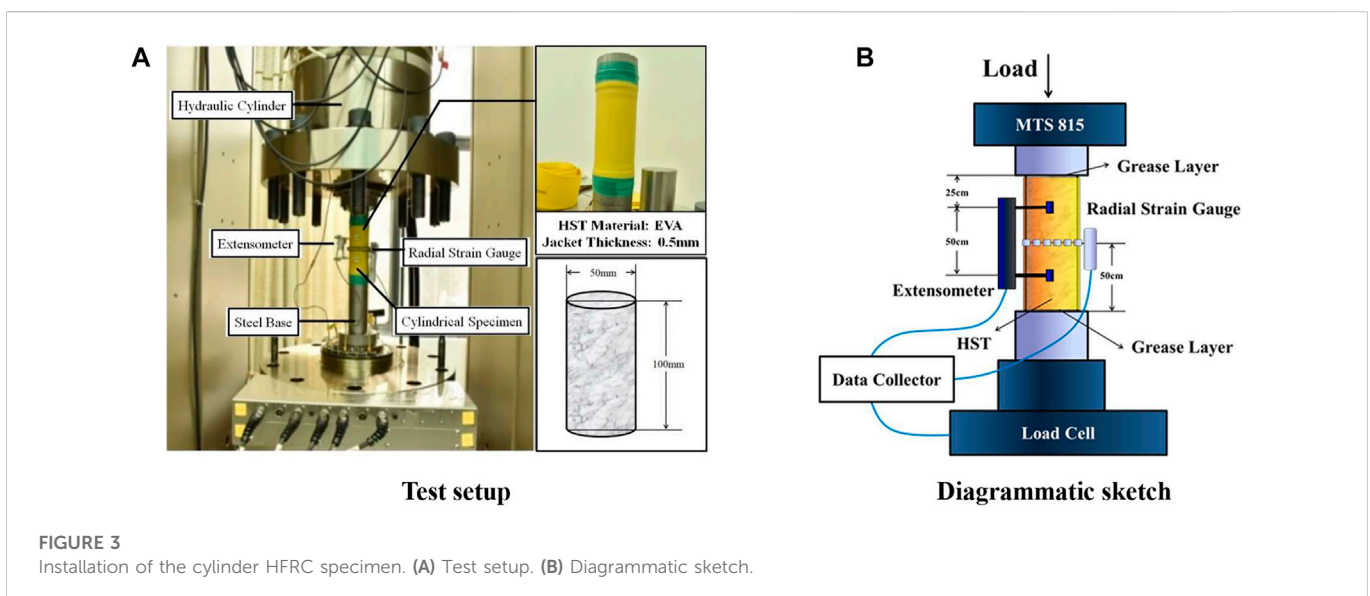 A
Hydraulic Cylinder
Extensometer
Radial Strain Gauge
Steel Base
Cylindrical Specimen
HST Material: EVA
Jacket Thickness: 0.5mm
50mm
100mm
Test setup
B
Load
MTS 815
Grease Layer
25cm
Radial Strain Gauge
50cm
50cm
Extensometer
HST
Grease Layer
Data Collector
Load Cell
Diagrammatic sketch
FIGURE 3
Installation of the cylinder HFRC specimen. (A) Test setup. (B) Diagrammatic sketch.